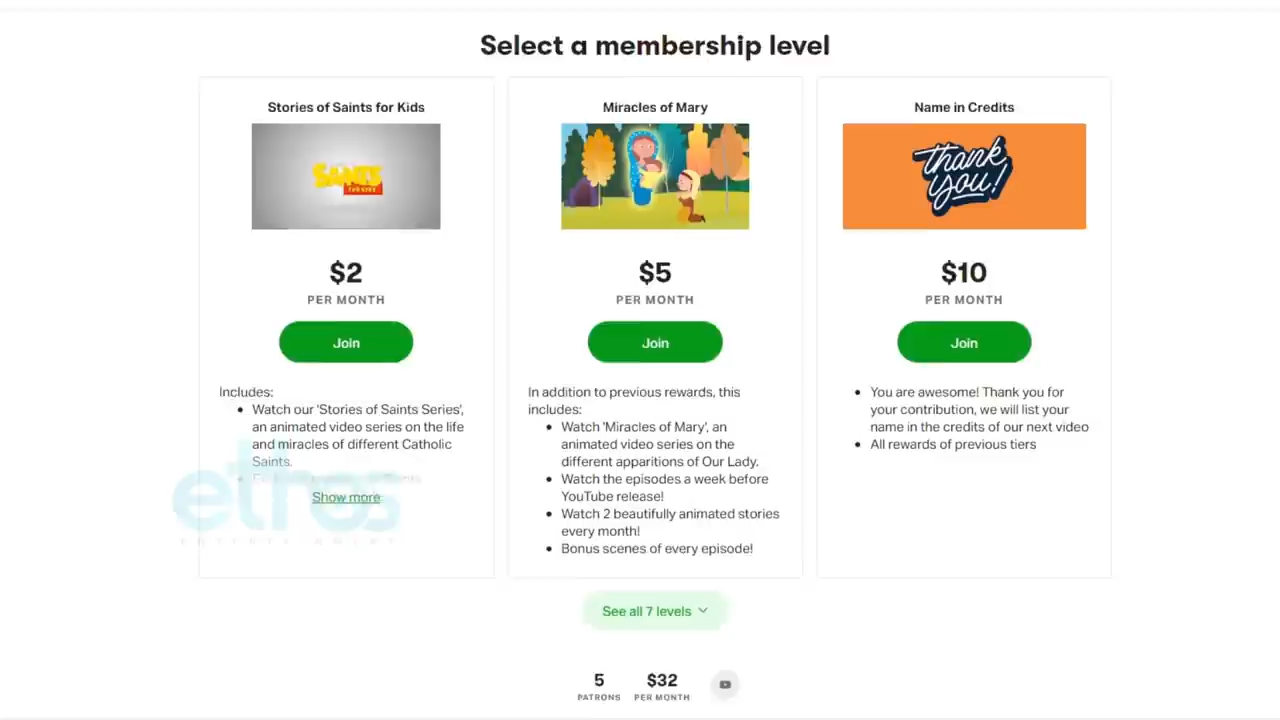 Select a membership level
Stories of Saints for Kids
SAINTS
$2
PER MONTH
Join
Includes:
• Watch our 'Stories of Saints Series',
an animated video series on the life
and miracles of different Catholic
Saints.
Show more
ethos
ENTERTAINMENT
Miracles of Mary
$5
PER MONTH
Join
In addition to previous rewards, this
includes:
• Watch 'Miracles of Mary', an
animated video series on the
different apparitions of Our Lady.
• Watch the episodes a week before
YouTube release!
• Watch 2 beautifully animated stories
every month!
• Bonus scenes of every episode!
Name in Credits
thank
you!
$10
PER MONTH
Join
• You are awesome! Thank you for
your contribution, we will list your
name in the credits of our next video
• All rewards of previous tiers
See all 7 levels
5
PATRONS
$32
PER MONTH